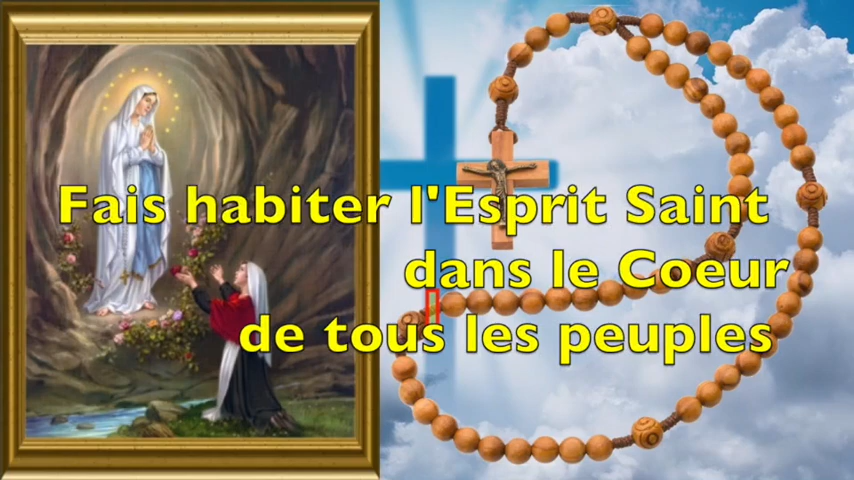 Fais habiter l'Esprit Saint
dans le Coeur
de tous les peuples